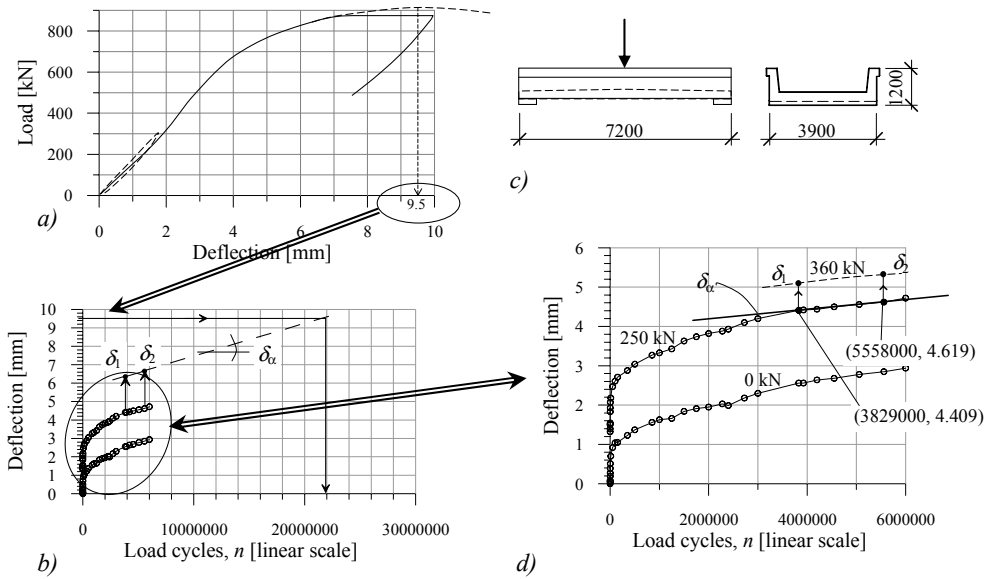 800
600
400
200
0
Load [kN]
0
2
4
6
8
10
9.5
Deflection [mm]
a)
7200
3900
1200
c)
10
9
8
7
6
5
4
3
2
1
0
Deflection [mm]
δ1
δ2
δα
0
10000000
20000000
30000000
Load cycles, n [linear scale]
b)
6
5
4
3
2
1
0
Deflection [mm]
δα
δ1
360 kN
δ2
250 kN
0 kN
(5558000, 4.619)
(3829000, 4.409)
0
2000000
4000000
6000000
Load cycles, n [linear scale]
d)